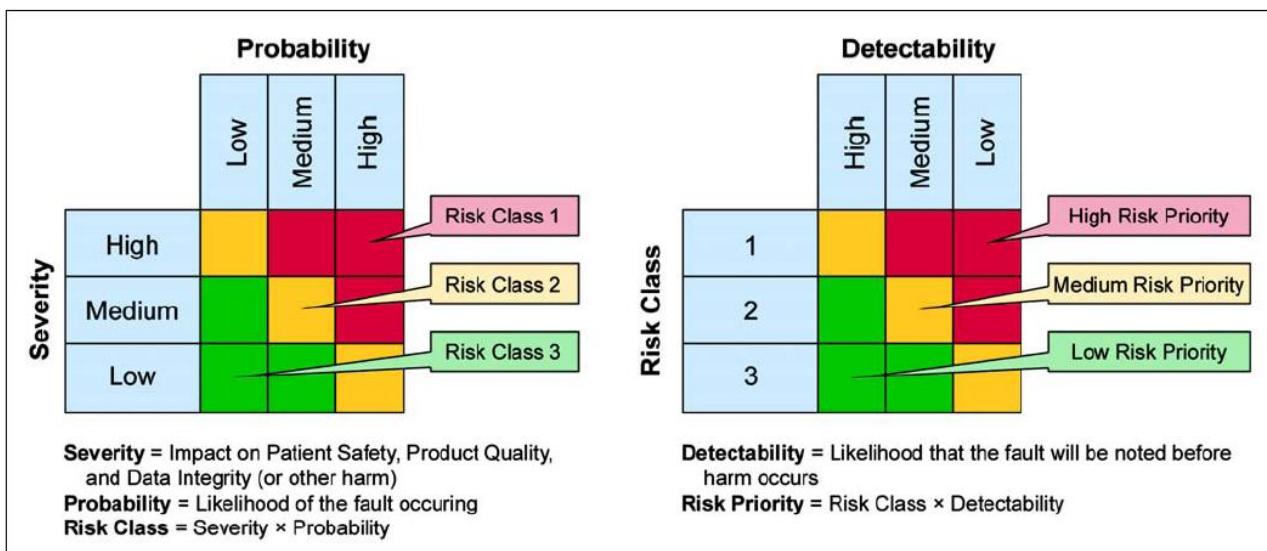 Probability
Low
Medium
High
Severity
High
Medium
Low
Risk Class 1
Risk Class 2
Risk Class 3
Severity = Impact on Patient Safety, Product Quality,
and Data Integrity (or other harm)
Probability = Likelihood of the fault occuring
Risk Class = Severity × Probability
Detectability
High
Medium
Low
Risk Class
1
2
3
High Risk Priority
Medium Risk Priority
Low Risk Priority
Detectability = Likelihood that the fault will be noted before
harm occurs
Risk Priority = Risk Class × Detectability